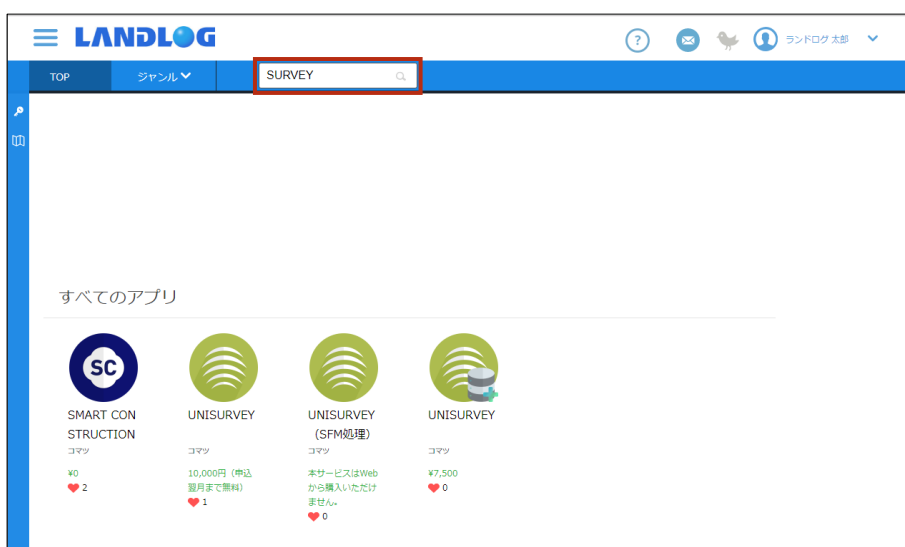 LANDLOG
?
ランドログ 太郎
TOP
ジャンル
SURVEY
すべてのアプリ
SC
SMART CON
STRUCTION
コマツ
¥0
2
UNISURVEY
コマツ
10,000円（申込
翌月まで無料）
1
UNISURVEY
（SFM処理）
コマツ
本サービスはWeb
から購入いただけ
ません。
0
UNISURVEY
コマツ
¥7,500
0